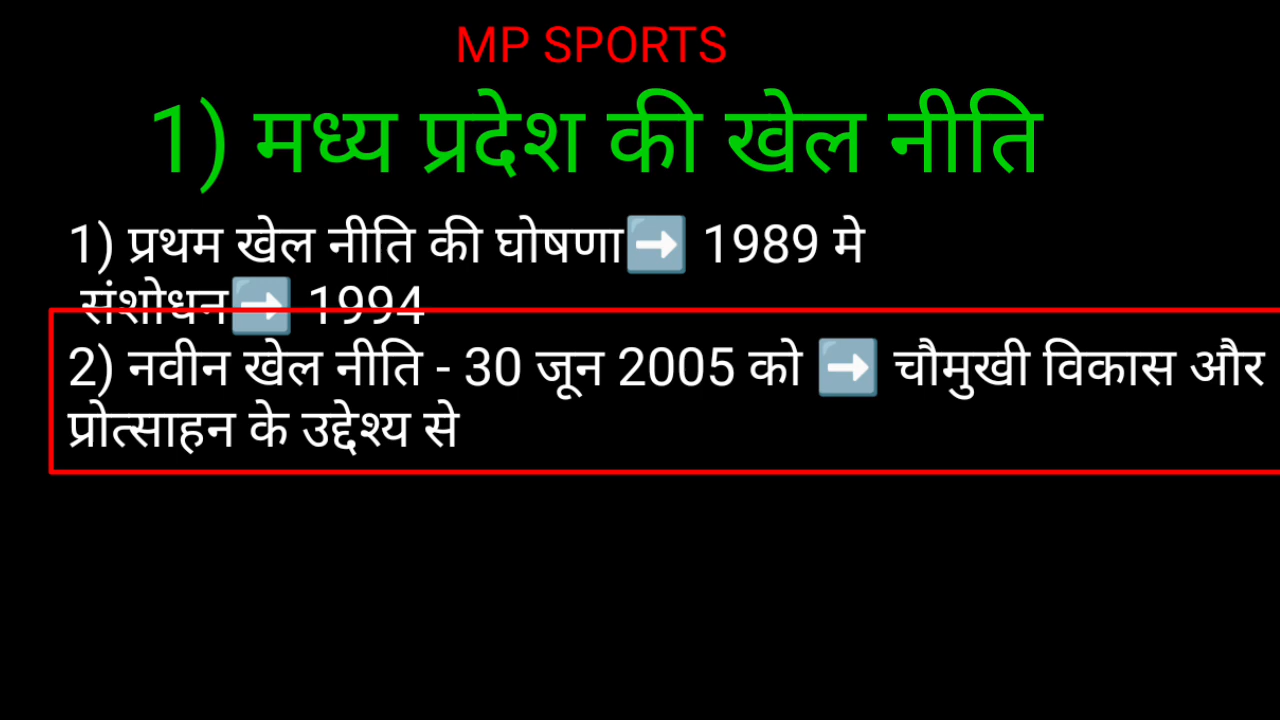 MP SPORTS
1) मध्य प्रदेश की खेल नीति
1) प्रथम खेल नीति की घोषणा➡️ 1989 मे
संशोधन➡️ 1994
2) नवीन खेल नीति - 30 जून 2005 को ➡️ चौमुखी विकास और
प्रोत्साहन के उद्देश्य से